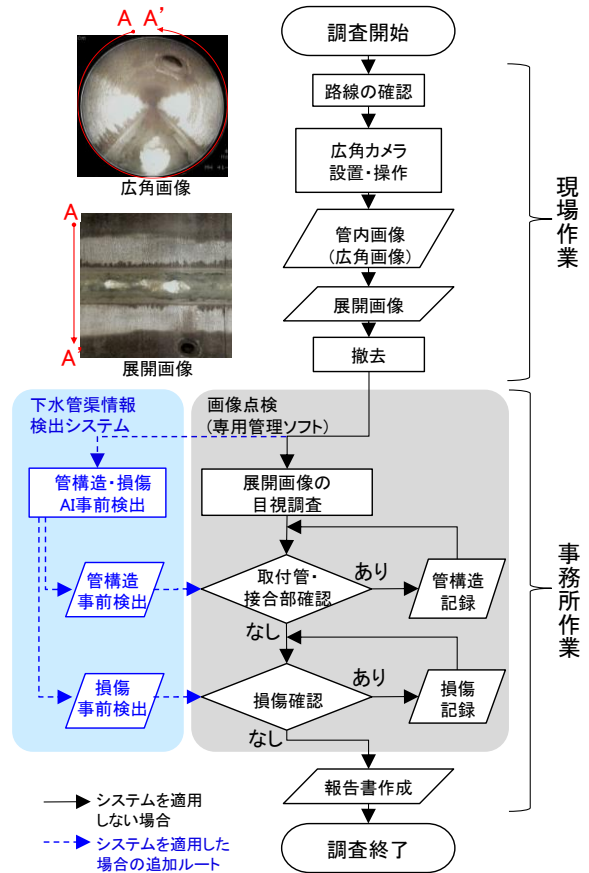 A A’
広角画像
A
A’
展開画像
調査開始
路線の確認
広角カメラ
設置・操作
管内画像
(広角画像)
展開画像
撤去
現場作業
下水管渠情報
検出システム
管構造・損傷
AI事前検出
管構造
事前検出
損傷
事前検出
画像点検
(専用管理ソフト)
展開画像の
目視調査
取付管・
接合部確認
あり
管構造
記録
なし
損傷確認
あり
損傷
記録
なし
事務所作業
報告書作成
調査終了
システムを適用
しない場合
システムを適用した
場合の追加ルート